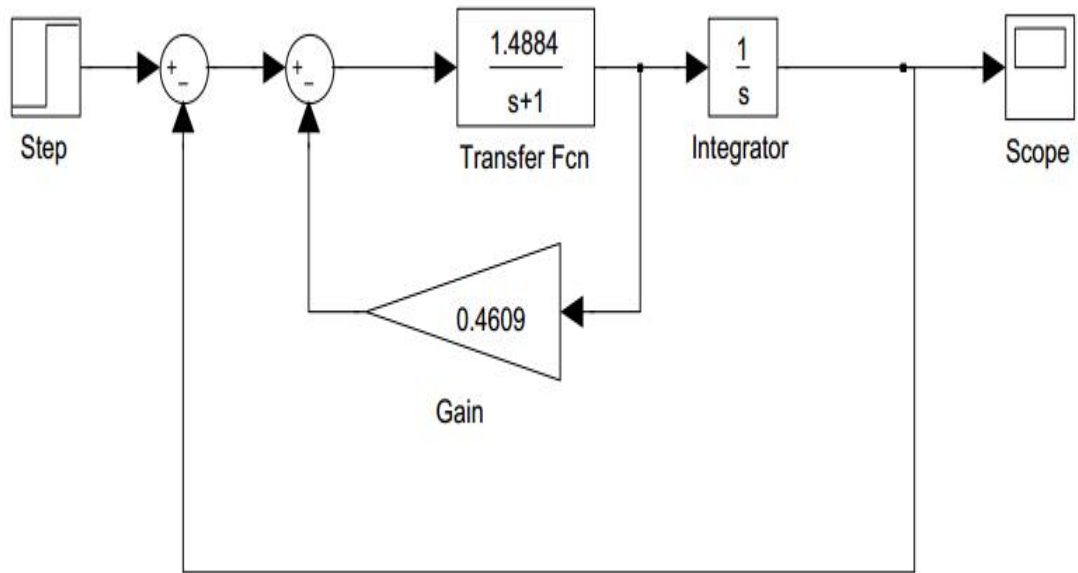 Step
+
−
+
−
1.4884
s+1
Transfer Fcn
1
s
Integrator
Scope
0.4609
Gain